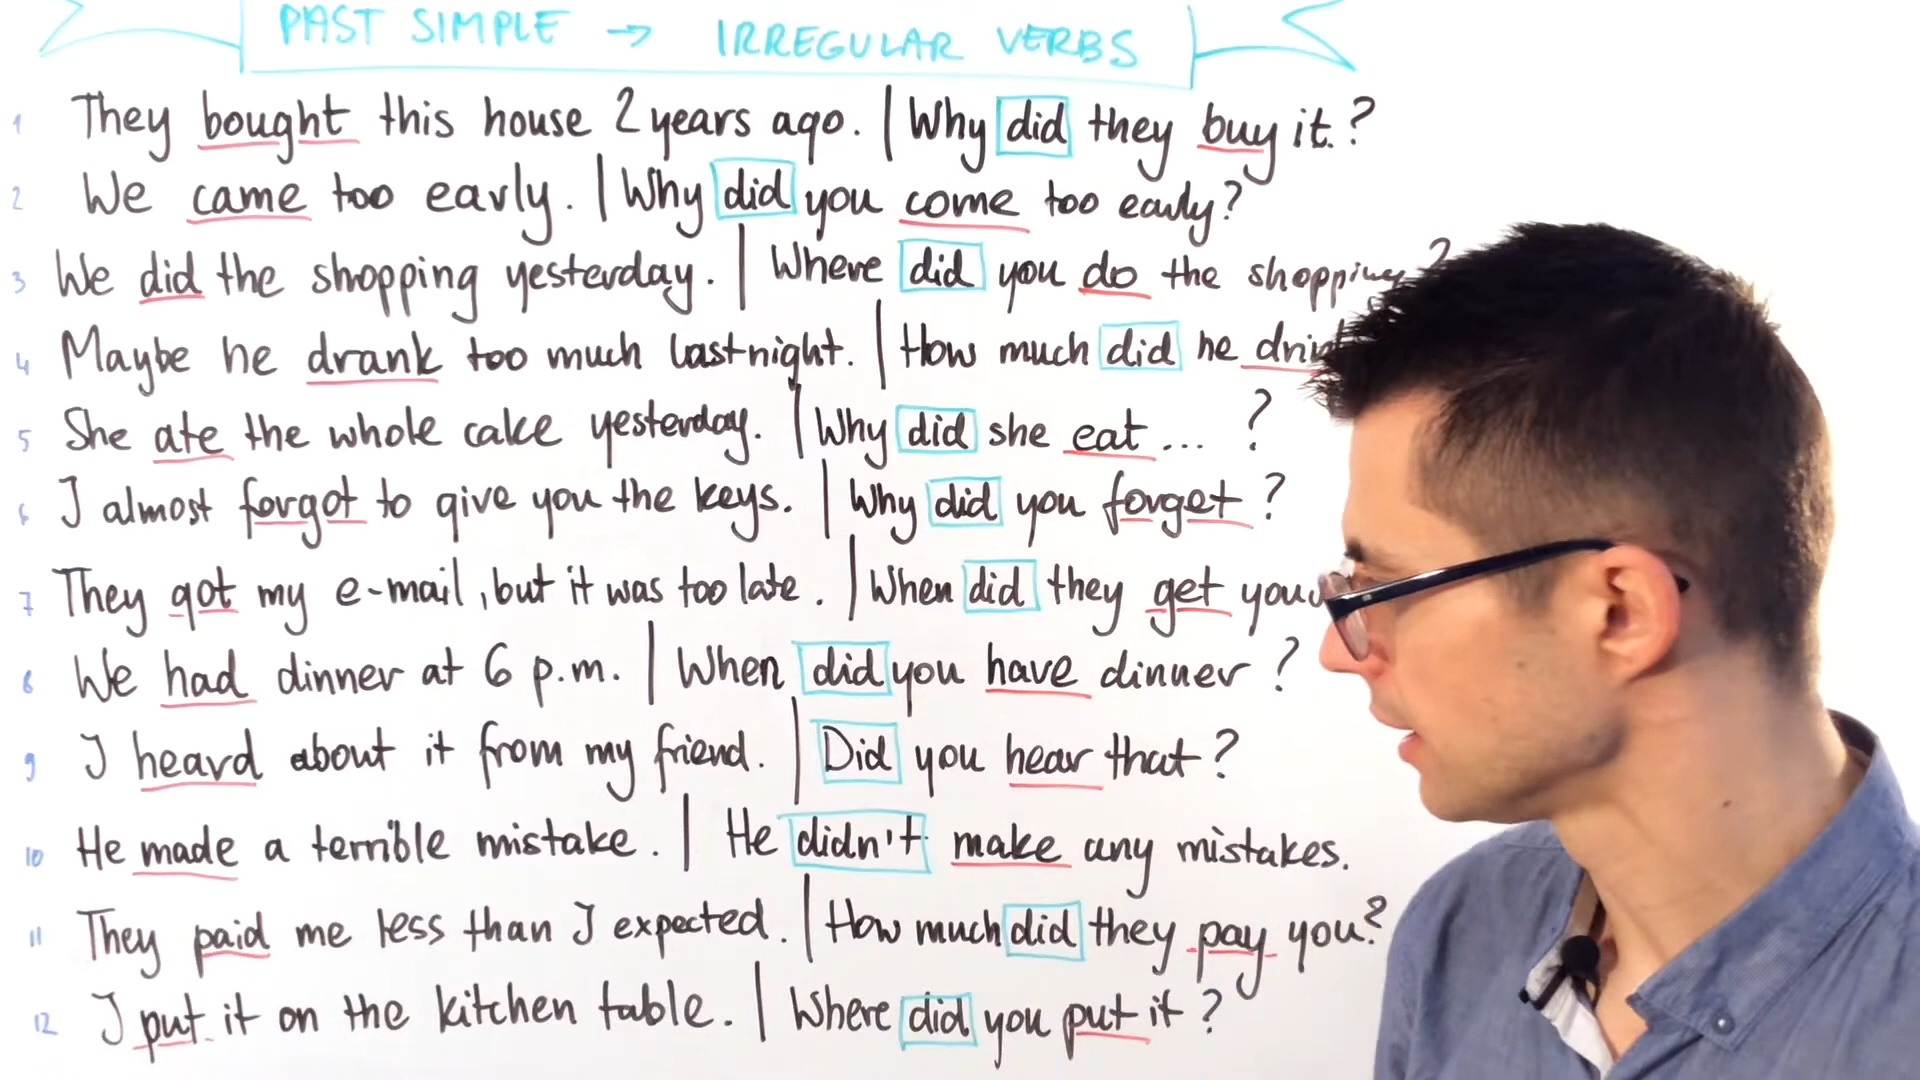 PAST SIMPLE → IRREGULAR VERBS
1 They bought this house 2 years ago. | Why did they buy it?
2 We came too early. | Why did you come too early?
3 We did the shopping yesterday. | Where did you do the shopping?
4 Maybe he drank too much last night. | How much did he
5 She ate the whole cake yesterday. | Why did she eat ... ?
6 I almost forgot to give you the keys. | Why did you forget?
7 They got my e-mail, but it was too late. | When did they get
8 We had dinner at 6 p.m. | When did you have dinner?
9 I heard about it from my friend. | Did you hear that?
10 He made a terrible mistake. | He didn't make any mistakes.
11 They paid me less than I expected. | How much did they pay you?
12 I put it on the kitchen table. | Where did you put it?